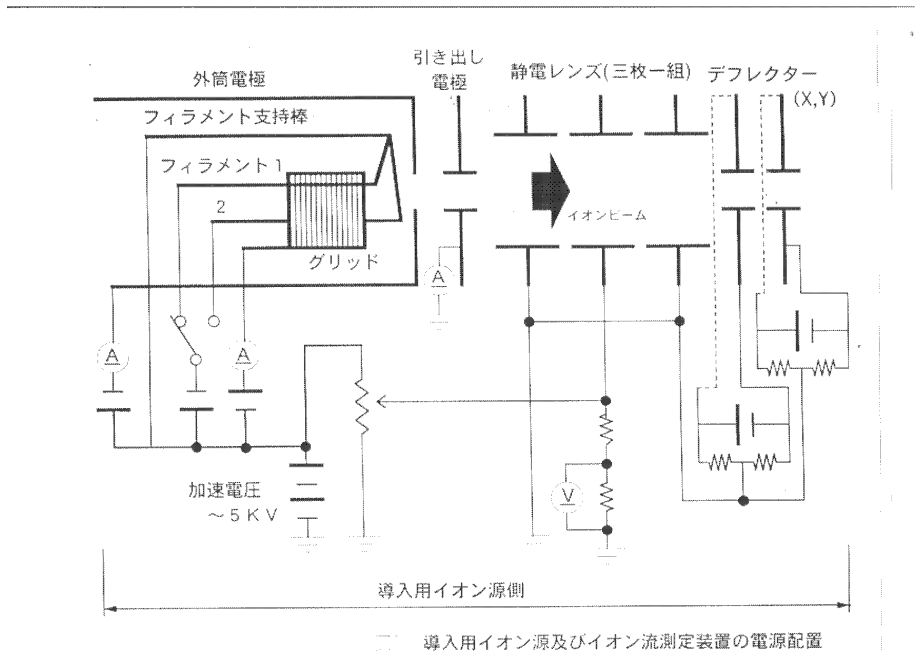 引き出し
電極
外筒電極
静電レンズ(三枚一組)
デフレクター
(X,Y)
フィラメント支持棒
フィラメント1
2
グリッド
イオンビーム
A
A
A
加速電圧
～5KV
V
導入用イオン源側
導入用イオン源及びイオン流測定装置の電源配置